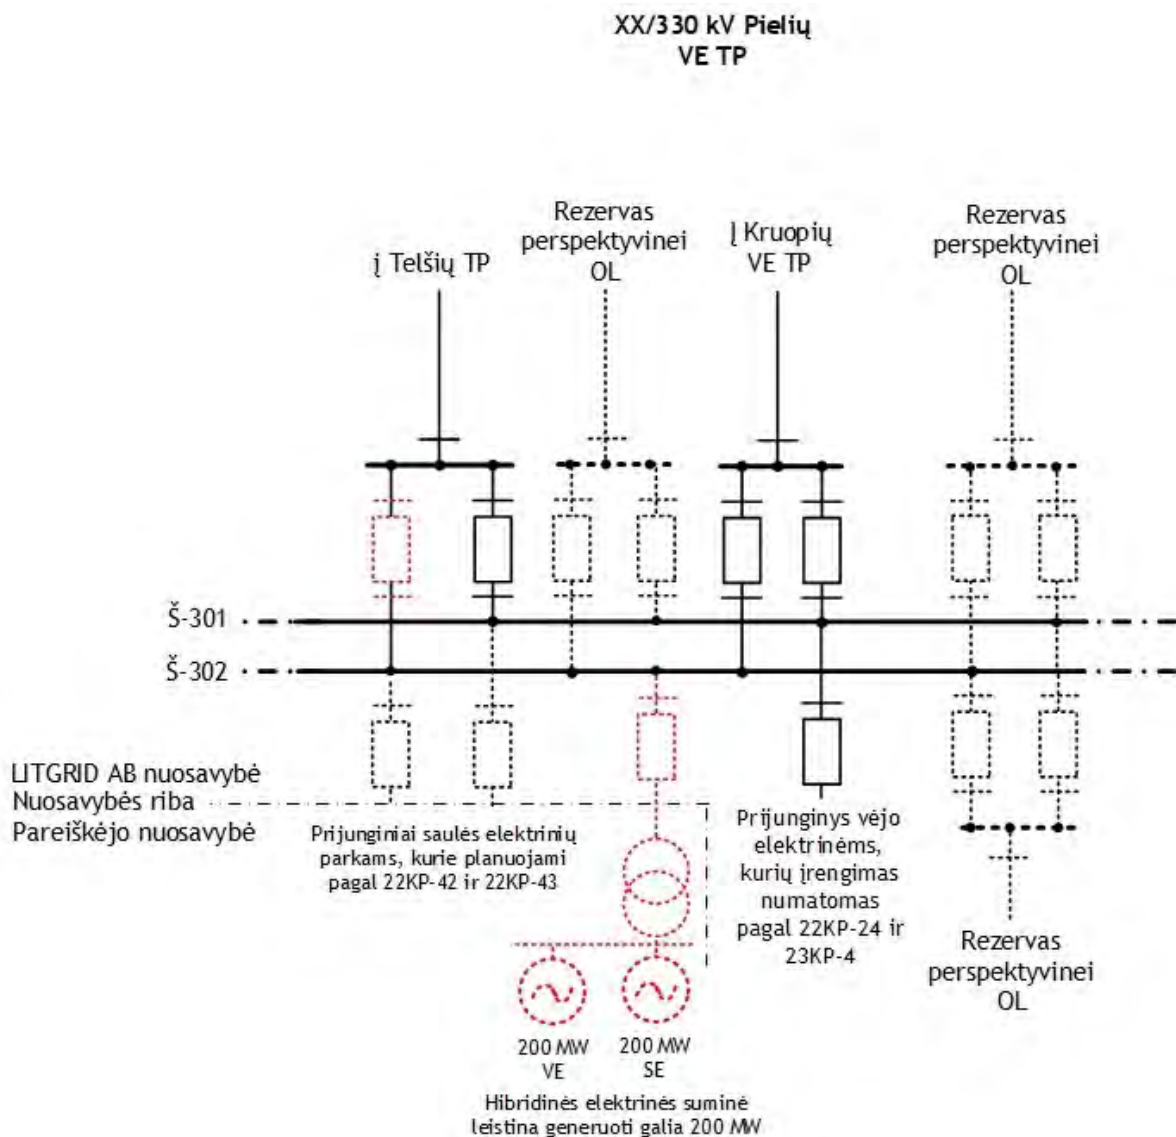 XX/330 kV Pielių
VE TP
į Telšių TP
Rezervas
perspektyvinei
OL
Į Kruopių
VE TP
Rezervas
perspektyvinei
OL
Š-301
Š-302
LITGRID AB nuosavybė
Nuosavybės riba
Pareiškėjo nuosavybė
Prijunginiai saulės elektrinių
parkams, kurie planuojami
pagal 22KP-42 ir 22KP-43
Prijunginys vėjo
elektrinėms,
kurių įrengimas
numatomas
pagal 22KP-24 ir
23KP-4
Rezervas
perspektyvinei
OL
200 MW
VE
200 MW
SE
Hibridinės elektrinės suminė
leistina generuoti galia 200 MW